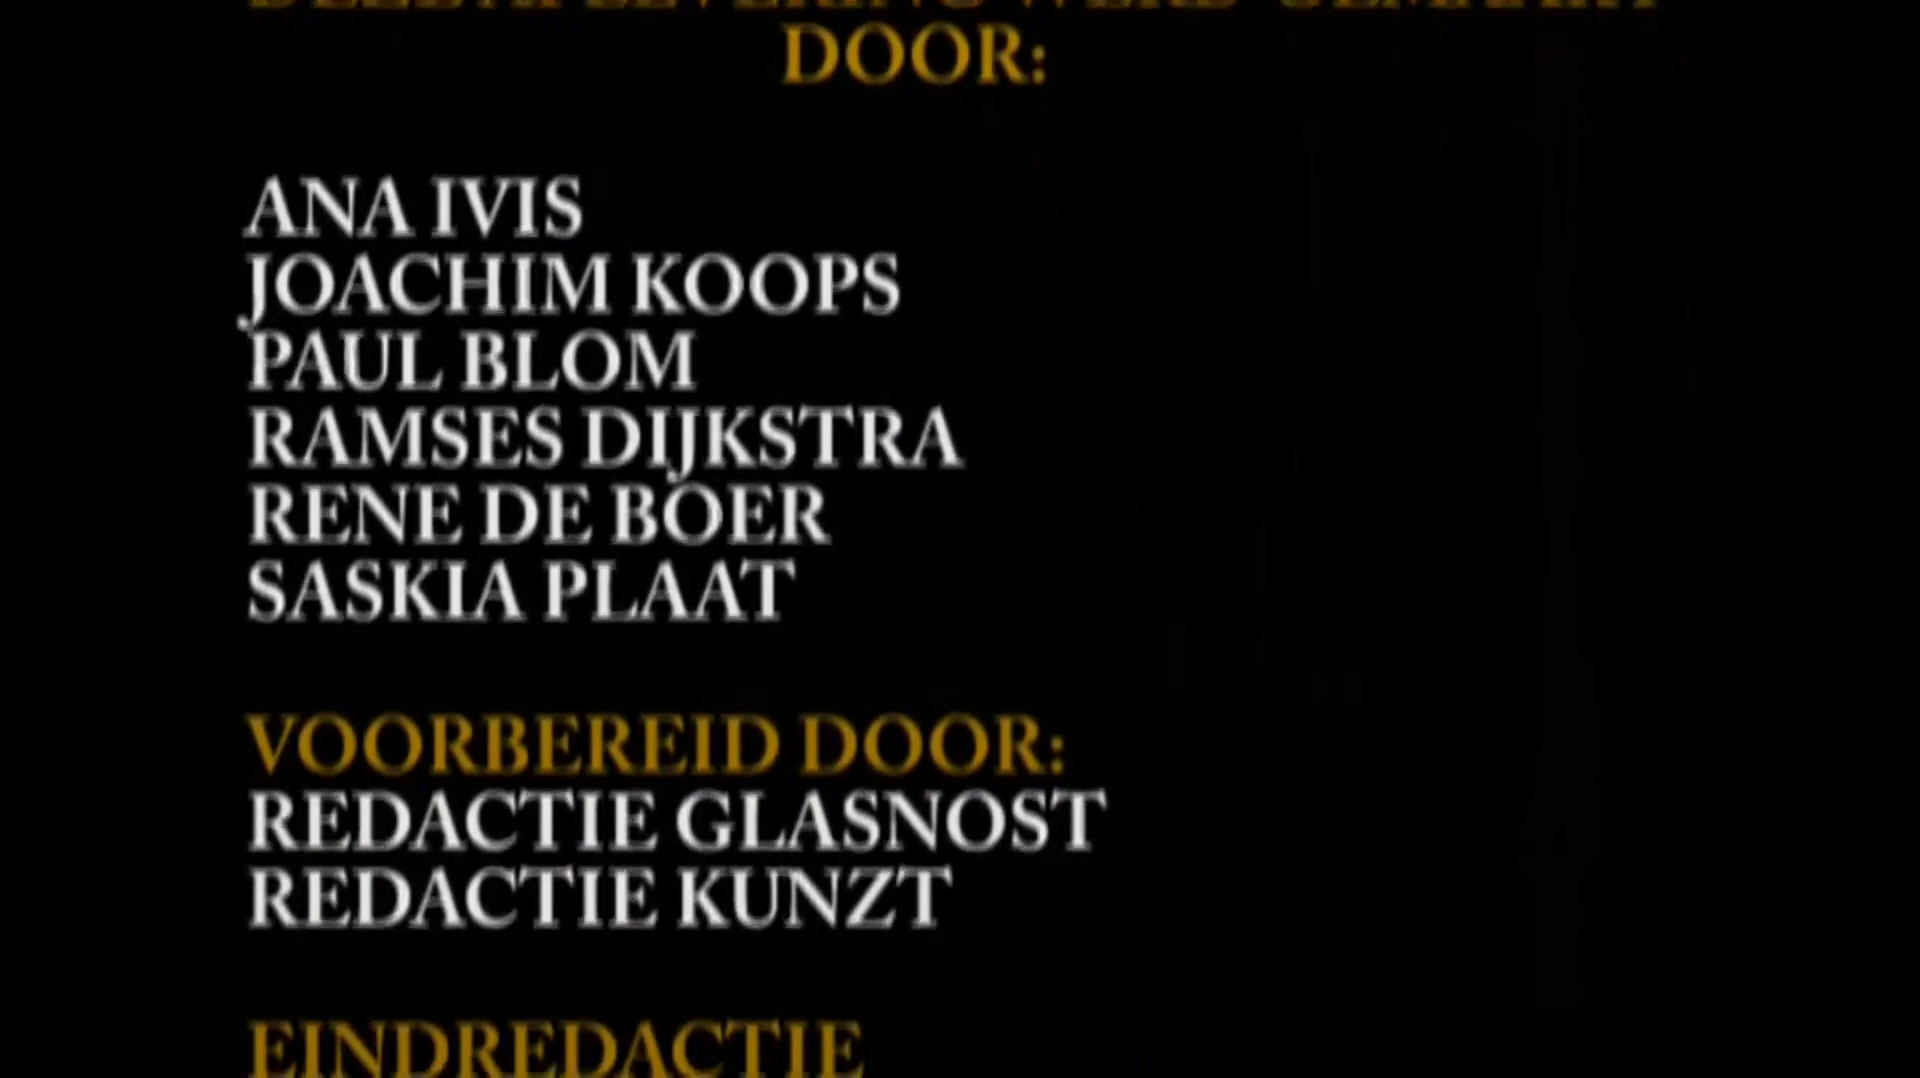 DOOR:
ANA IVIS
JOACHIM KOOPS
PAUL BLOM
RAMSES DIJKSTRA
RENE DE BOER
SASKIA PLAAT
VOORBEREID DOOR:
REDACTIE GLASNOST
REDACTIE KUNZT
EINDREDACTIE